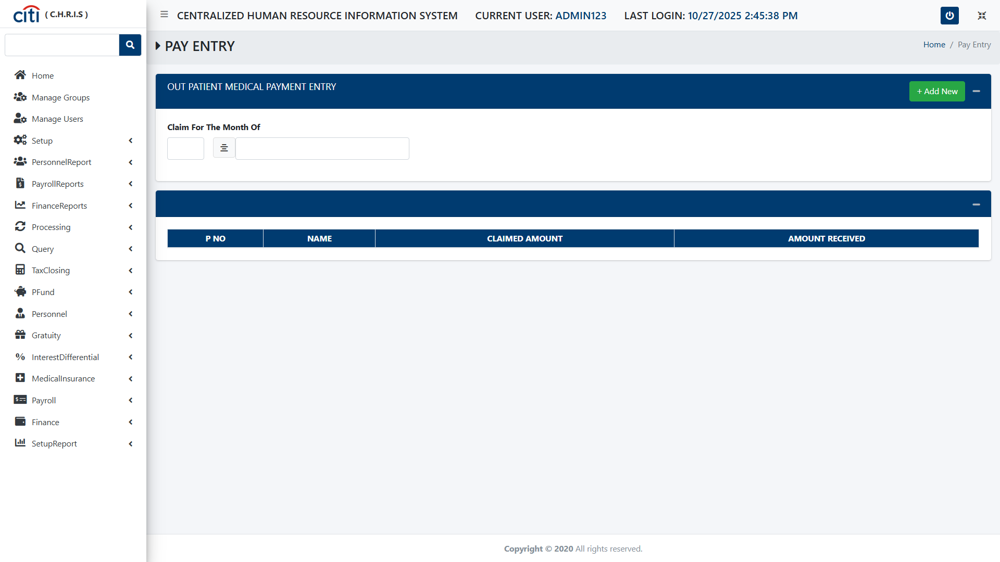 citi ( C.H.R.I.S )
CENTRALIZED HUMAN RESOURCE INFORMATION SYSTEM CURRENT USER: ADMIN123 LAST LOGIN: 10/27/2025 2:45:38 PM
PAY ENTRY
Home / Pay Entry
Home
Manage Groups
Manage Users
Setup
PersonnelReport
PayrollReports
FinanceReports
Processing
Query
TaxClosing
PFund
Personnel
Gratuity
% InterestDifferential
MedicalInsurance
Payroll
Finance
SetupReport
OUT PATIENT MEDICAL PAYMENT ENTRY
+ Add New
Claim For The Month Of
P NO NAME CLAIMED AMOUNT AMOUNT RECEIVED
Copyright © 2020 All rights reserved.